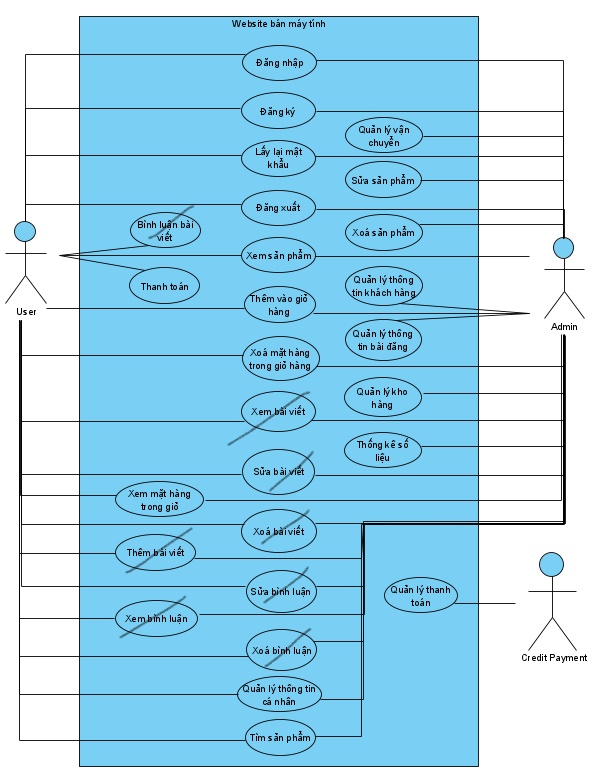 Website bán máy tính
Đăng nhập
Đăng ký
Quản lý vận
chuyển
Lấy lại mật
khẩu
Sửa sản phẩm
Đăng xuất
Bình luận bài
viết
Xoá sản phẩm
Xem sản phẩm
Thanh toán
Quản lý thông
tin khách hàng
Thêm vào giỏ
hàng
User
Admin
Quản lý thông
tin bài đăng
Xoá mặt hàng
trong giỏ hàng
Quản lý kho
hàng
Xem bài viết
Thống kê số
liệu
Sửa bài viết
Xem mặt hàng
trong giỏ
Xoá bài viết
Thêm bài viết
Sửa bình luận
Quản lý thanh
toán
Xem bình luận
Xoá bình luận
Credit Payment
Quản lý thông tin
cá nhân
Tìm sản phẩm